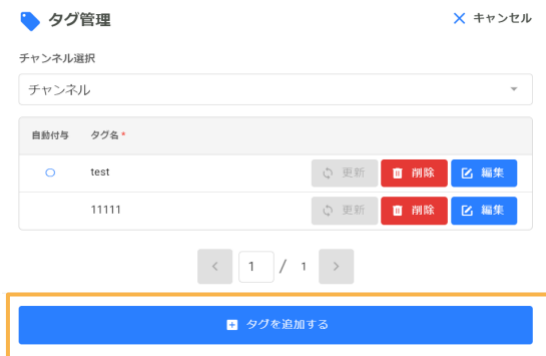 タグ管理
キャンセル
チャンネル選択
チャンネル
自動付与 タグ名*
test 更新 削除 編集
11111 更新 削除 編集
< 1 / 1 >
タグを追加する